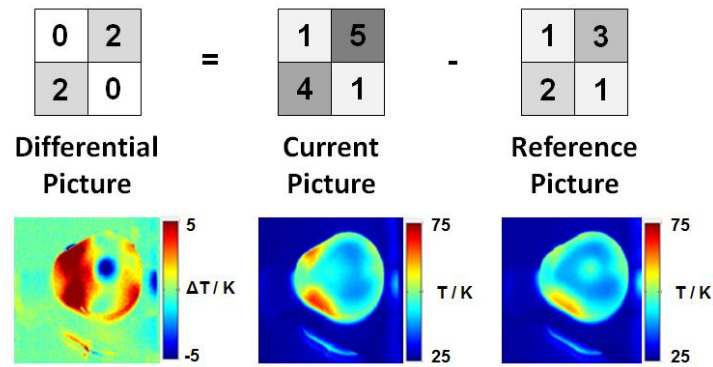 0 2 = 1 5 - 1 3
2 0 4 1 2 1
Differential Current Reference
Picture Picture Picture
5 75 75
ΔT / K T / K T / K
-5 25 25